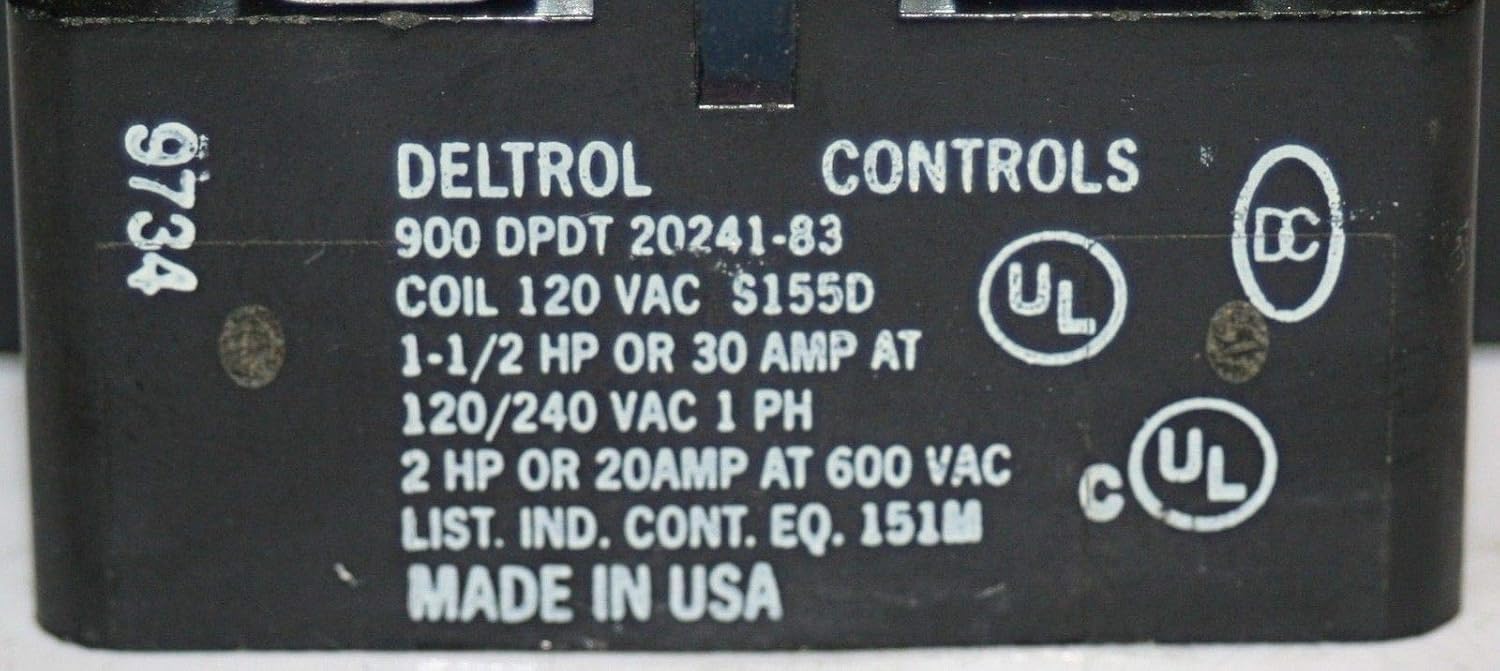 9734
DELTROL CONTROLS
900 DPDT 20241-83
COIL 120 VAC S155D
1-1/2 HP OR 30 AMP AT
120/240 VAC 1 PH
2 HP OR 20AMP AT 600 VAC
LIST. IND. CONT. EQ. 151M
MADE IN USA
DC
UL
C UL